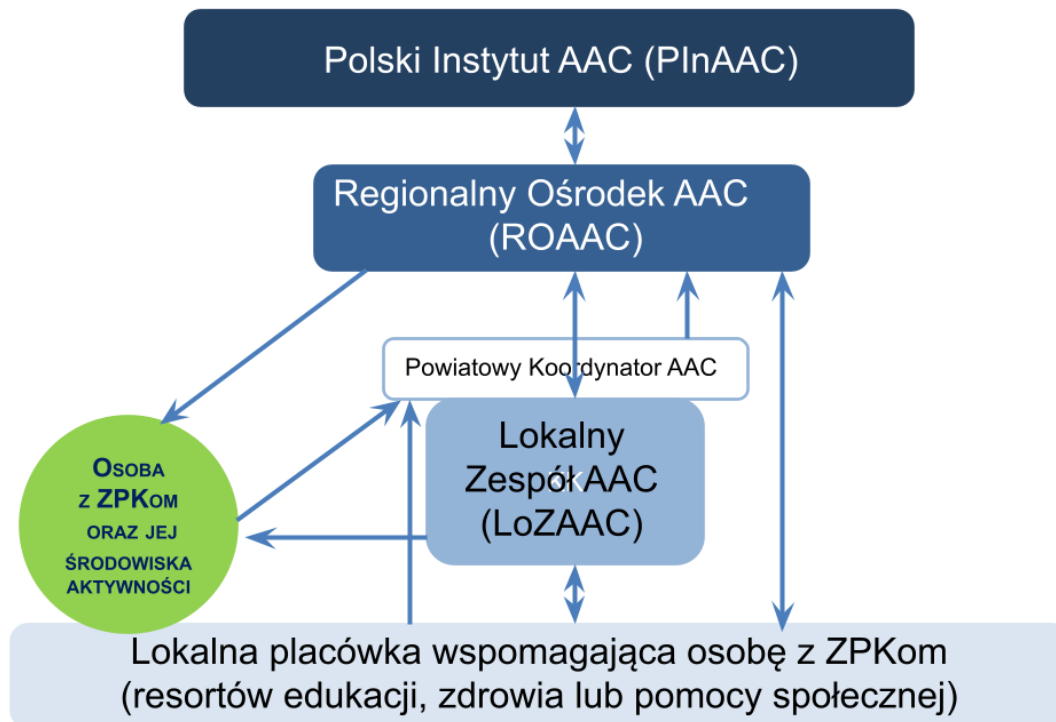 Polski Instytut AAC (PInAAC)
Regionalny Ośrodek AAC
(ROAAC)
Powiatowy Koordynator AAC
Lokalny
Zespół AAC
(LoZAAC)
OSOBA
Z ZPKOM
ORAZ JEJ
ŚRODOWISKA
AKTYWNOŚCI
Lokalna placówka wspomagająca osobę z ZPKom
(resortów edukacji, zdrowia lub pomocy społecznej)